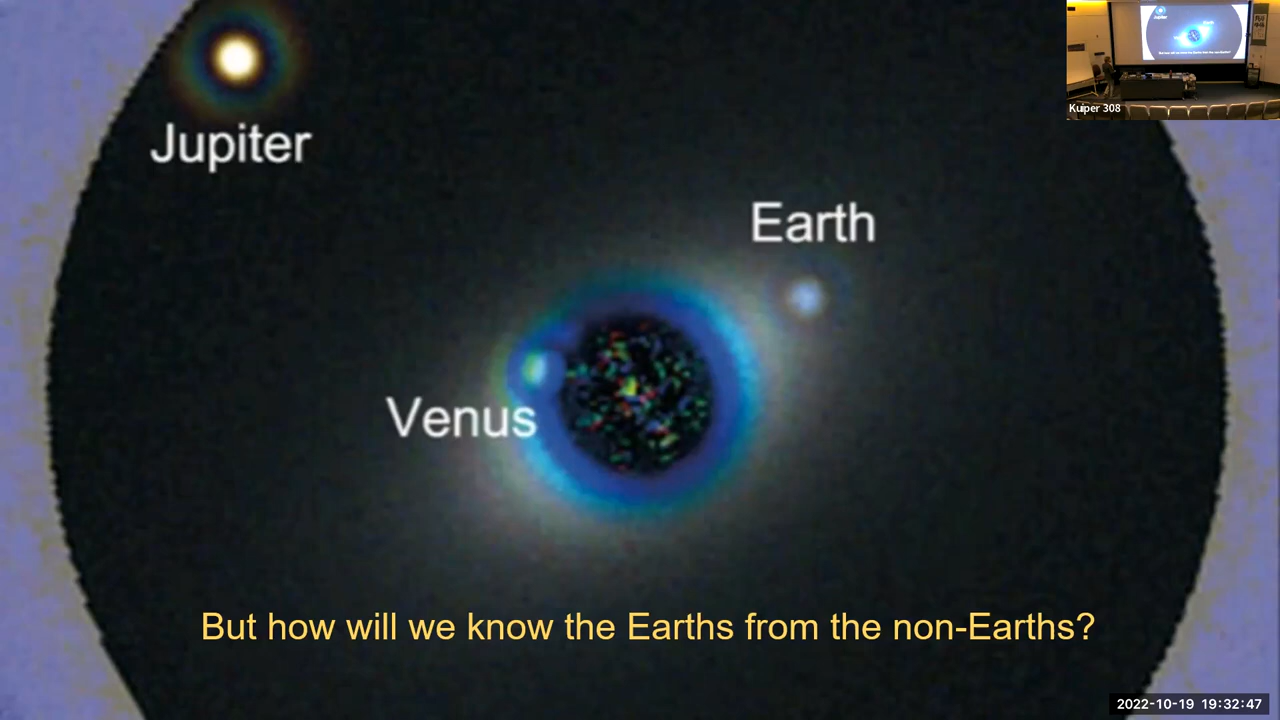 Jupiter
Earth
Venus
But how will we know the Earths from the non-Earths?
Kuiper 308
2022-10-19 19:32:47